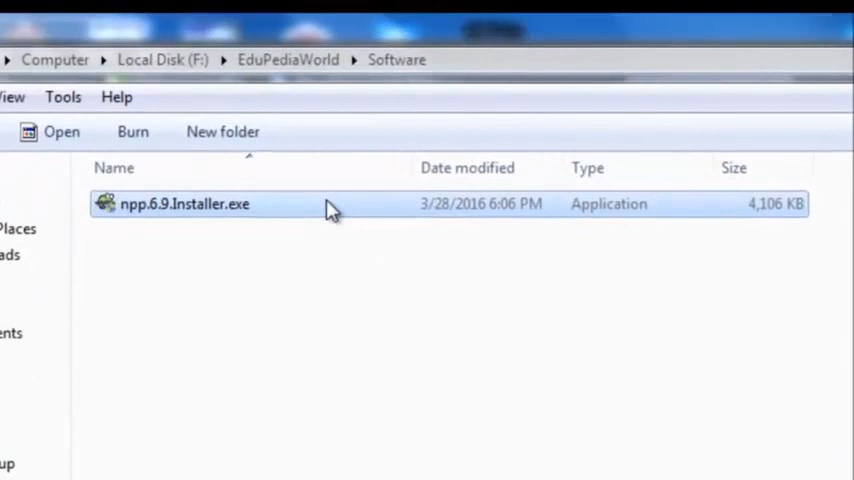 Computer Local Disk (F:) EduPediaWorld Software
View Tools Help
Open Burn New folder
Name Date modified Type Size
npp.6.9.Installer.exe 3/28/2016 6:06 PM Application 4,106 KB
Places
ads
ents
up